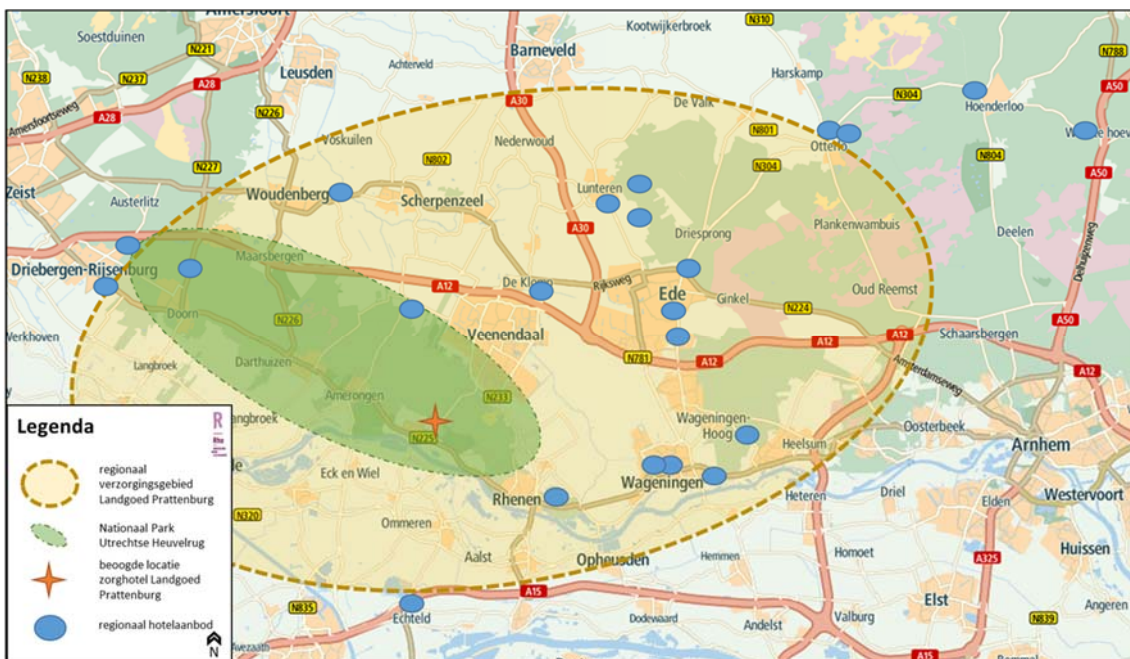 Amersfoort
N310
Kootwijkerbroek
Soestduinen
N221
Barneveld
N788
Leusden
Achterveld
N238
N237
Harskamp
A28
A50
A30
De Valk
N304
Hoenderloo
Amersfoortseweg
A28
N226
Nederwoud
N801
Voskuilen
Otterlo
N802
N227
N304
N804
A50
Zeist
Woudenberg
Lunteren
Austerlitz
Scherpenzeel
A30
Driesprong
Plankenwambuis
Deelen
Delhuijzenweg
Driebergen-Rijsenburg
Maarsbergen
A12
De Klomp
Rijksweg
Ede
Ginkel
Oud Reemst
N224
Doorn
N226
Veenendaal
A50
Werkhoven
A12
A12
Schaarsbergen
Langbroek
Darthuizen
N781
A12
Amsterdamseweg
A12
Amerongen
N233
Wageningen-
Hoog
Oosterbeek
Arnhem
N225
Heelsum
Eck en Wiel
Wageningen
Rhenen
Heteren
Driel
Elden
Westervoort
N320
Ommeren
Aalst
Opheusden
Hemmen
Homoet
A325
Huissen
A15
Elst
Angeren
N835
Echteld
Dodewaard
Andelst
Valburg
N839
Avezaath
A15
A15
Legenda
R
Rho
regionaal
verzorgingsgebied
Landgoed Prattenburg
Nationaal Park
Utrechtse Heuvelrug
beoogde locatie
zorghotel Landgoed
Prattenburg
regionaal hotelaanbod
N